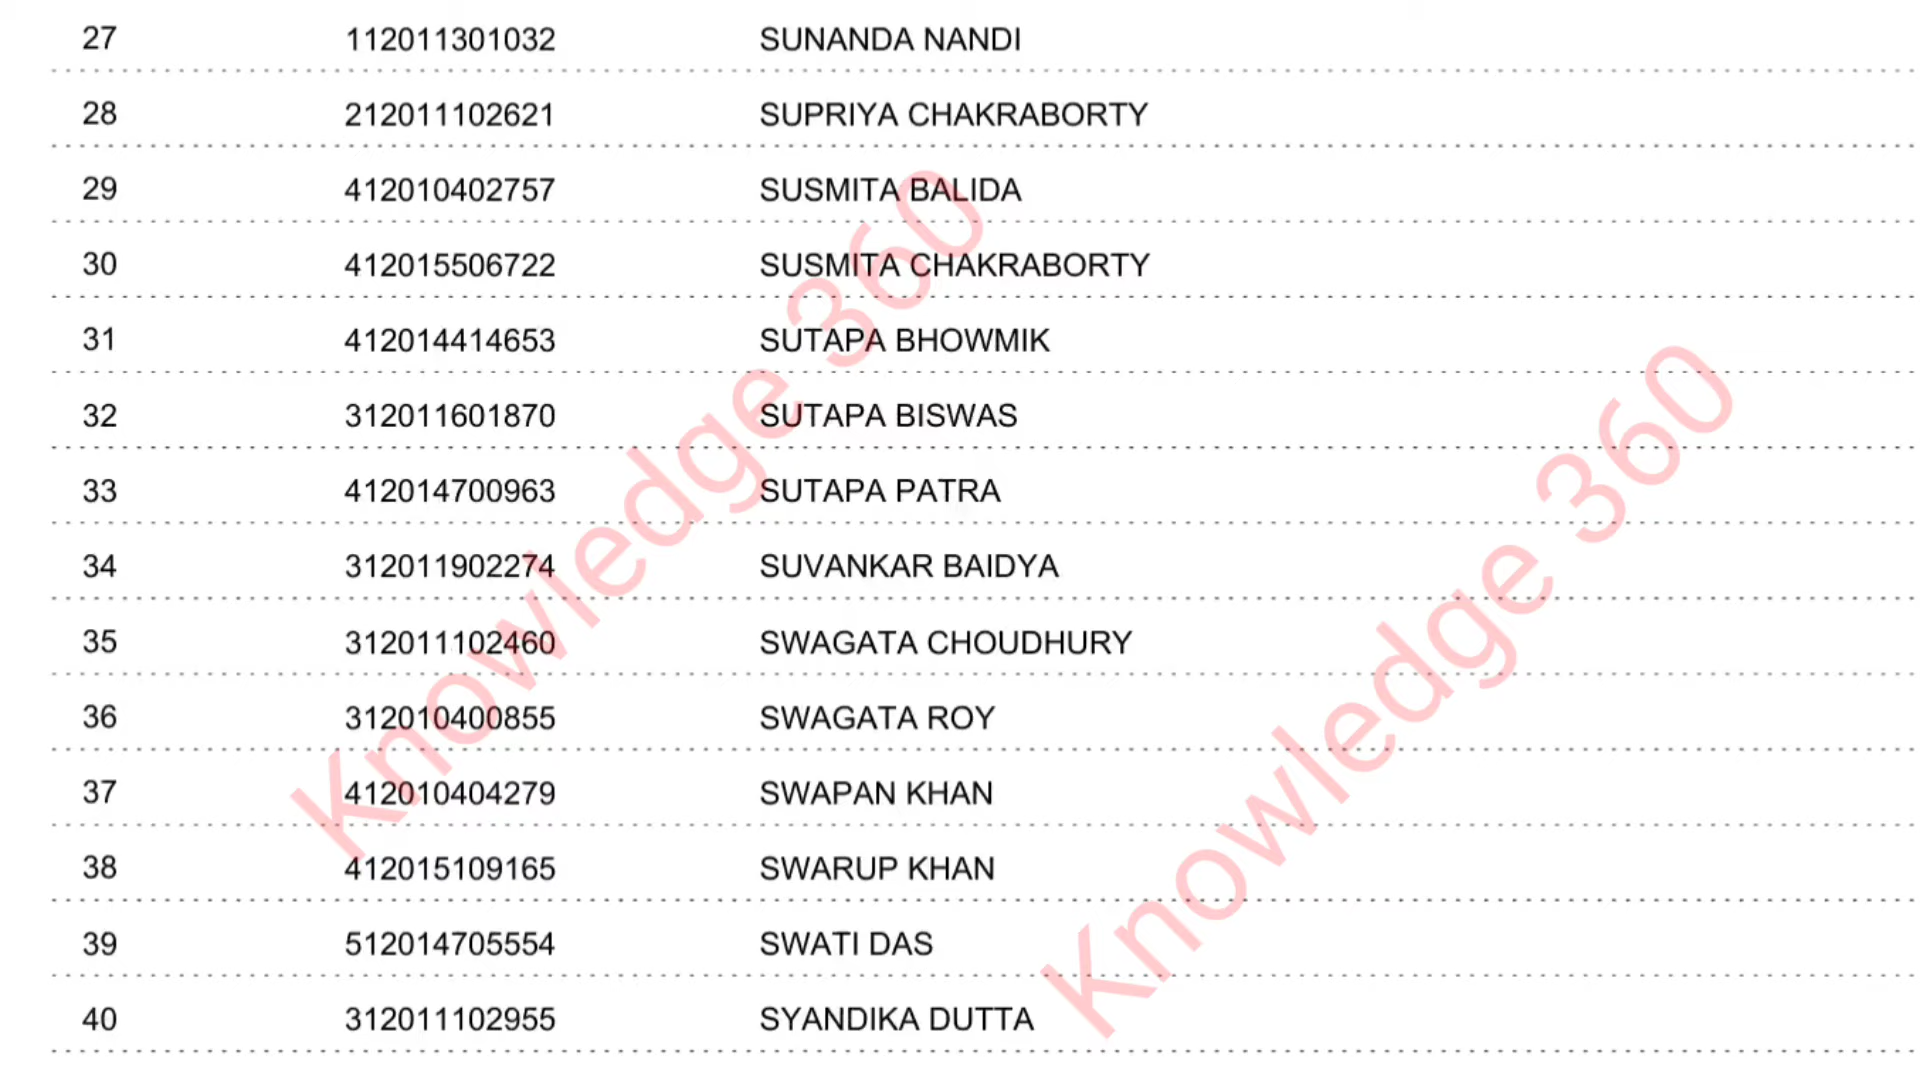 27 112011301032 SUNANDA NANDI
28 212011102621 SUPRIYA CHAKRABORTY
29 412010402757 SUSMITA BALIDA
30 412015506722 SUSMITA CHAKRABORTY
31 412014414653 SUTAPA BHOWMIK
32 312011601870 SUTAPA BISWAS
33 412014700963 SUTAPA PATRA
34 312011902274 SUVANKAR BAIDYA
35 312011102460 SWAGATA CHOUDHURY
36 312010400855 SWAGATA ROY
37 412010404279 SWAPAN KHAN
38 412015109165 SWARUP KHAN
39 512014705554 SWATI DAS
40 312011102955 SYANDIKA DUTTA
Knowledge 360
Knowledge 360